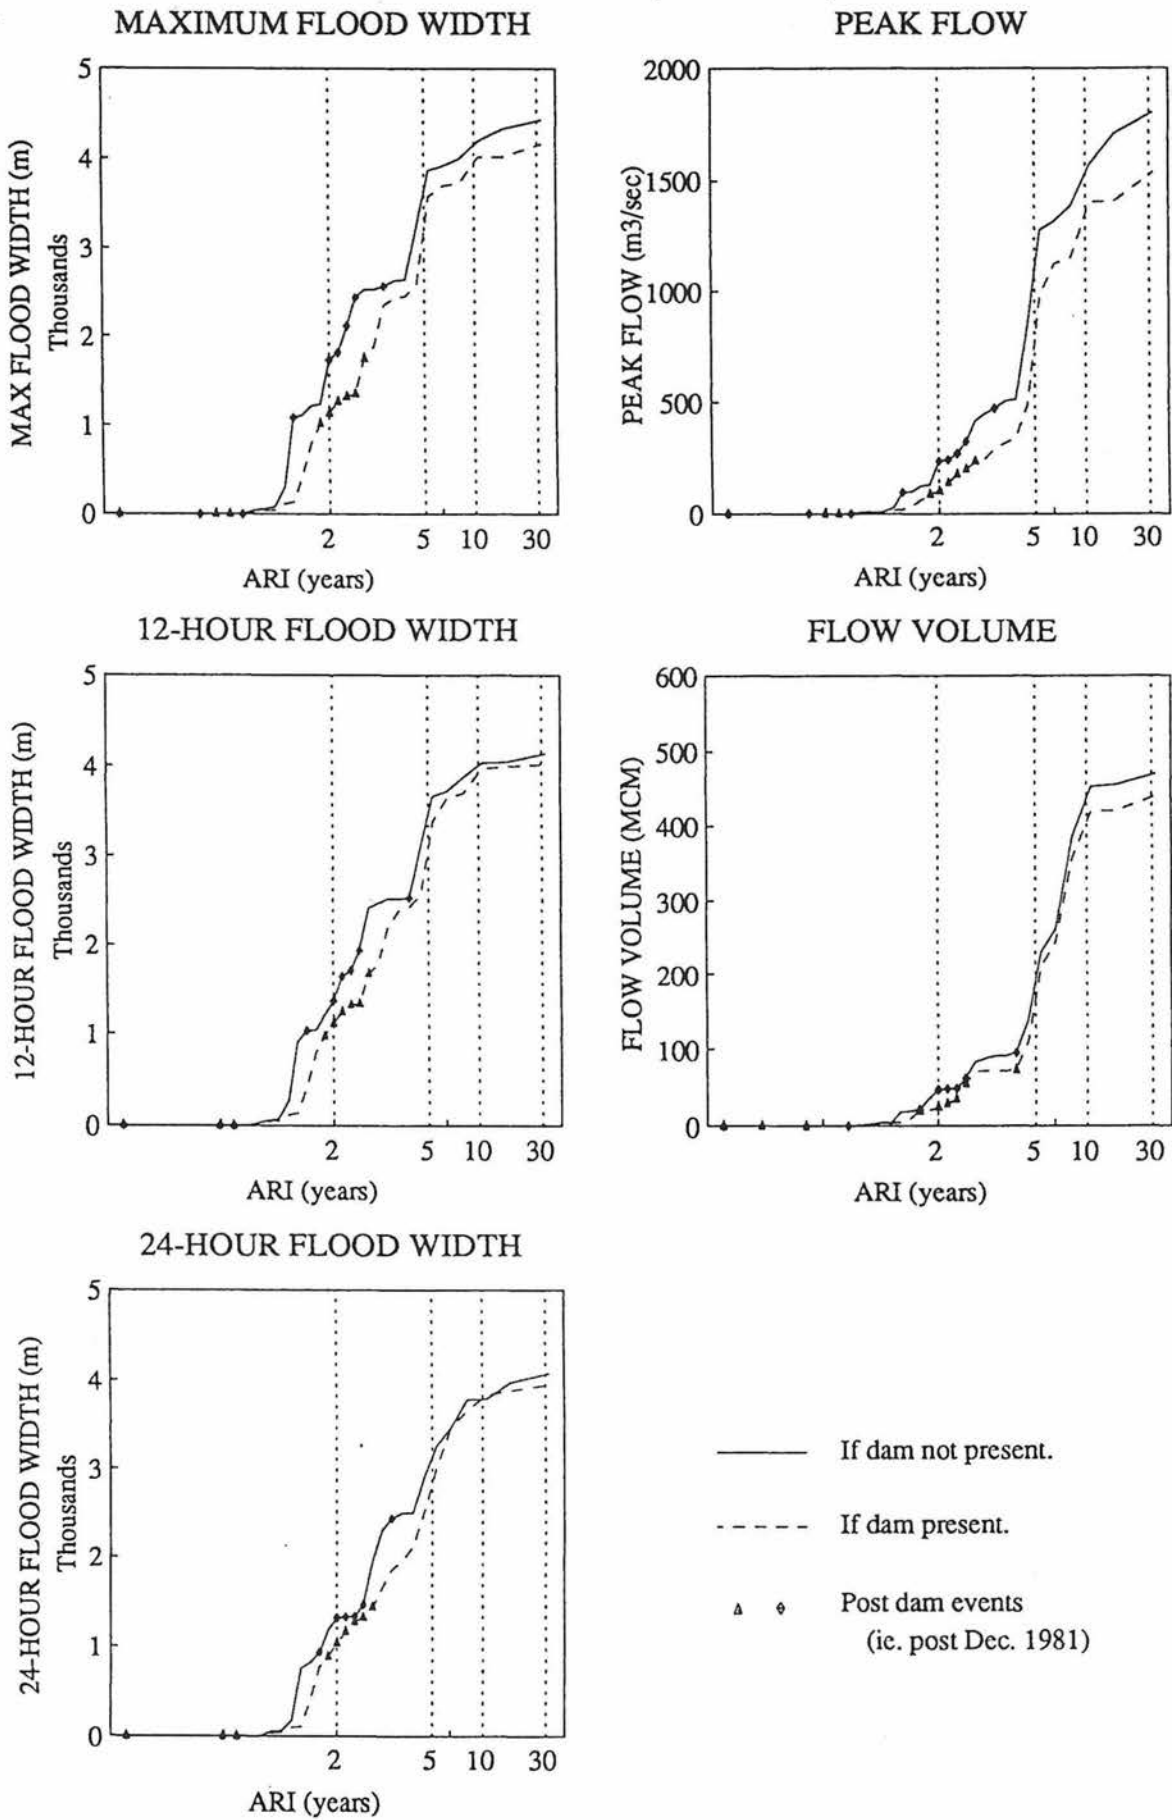 MAXIMUM FLOOD WIDTH
MAX FLOOD WIDTH (m)
Thousands
5
4
3
2
1
0
2 5 10 30
ARI (years)
PEAK FLOW
PEAK FLOW (m3/sec)
2000
1500
1000
500
0
2 5 10 30
ARI (years)
12-HOUR FLOOD WIDTH
12-HOUR FLOOD WIDTH (m)
Thousands
5
4
3
2
1
0
2 5 10 30
ARI (years)
FLOW VOLUME
FLOW VOLUME (MCM)
600
500
400
300
200
100
0
2 5 10 30
ARI (years)
24-HOUR FLOOD WIDTH
24-HOUR FLOOD WIDTH (m)
Thousands
5
4
3
2
1
0
2 5 10 30
ARI (years)
If dam not present.
If dam present.
Post dam events
(ie. post Dec. 1981)